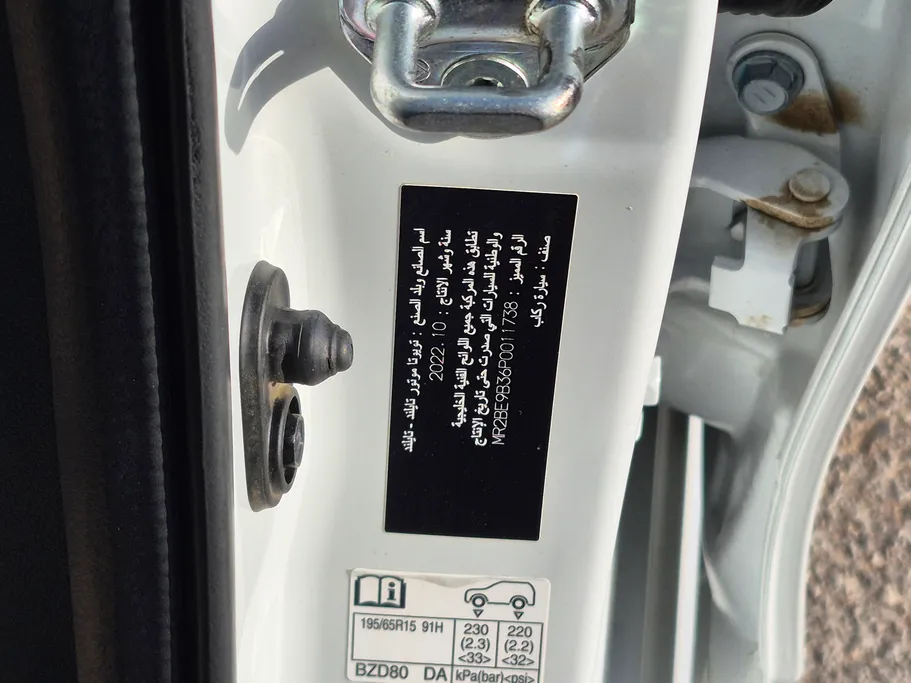 اسم الصانع وبلد الصنع : تويوتا موتور تايلند - تايلند
سنة وشهر الانتاج : 2022.10
تطابق هذه المركبة جميع اللوائح الفنية الخليجية
والوطنية للسيارات التي صدرت حتى تاريخ الإنتاج
الرقم المميز : MR2BE9B36P0011738
صنف : سيارة ركاب
195/65R15 91H
230 (2.3) <33>
220 (2.2) <32>
BZD80 DA kPa(bar)<psi>